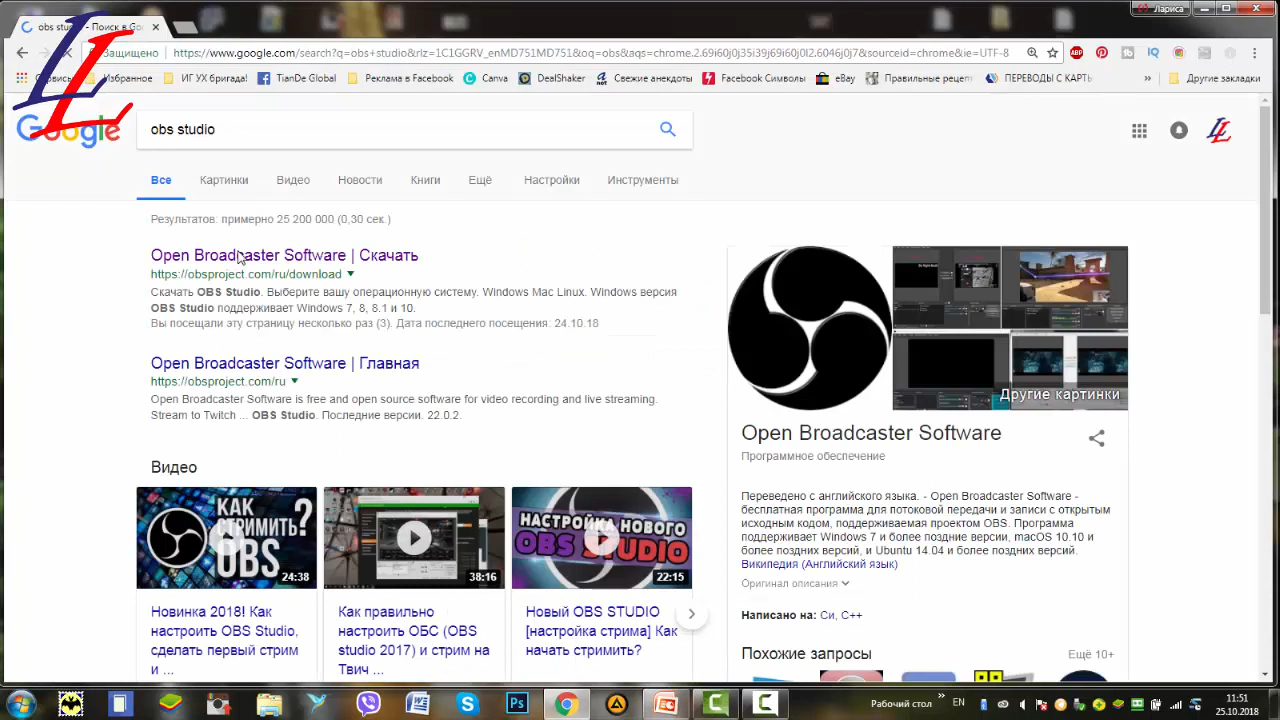 Лариса
obs studio - Поиск в Go
Защищено
https://www.google.com/search?q=obs+studio&rlz=1C1GGRV_enMD751MD751&oq=obs&aqs=chrome.2.69i60j0j35i39j69i60j0l2.6046j0j7&sourceid=chrome&ie=UTF-8
Сервисы Избранное ИГ УХ бригада! TianDe Global Реклама в Facebook Canva DealShaker Свежие анекдоты Facebook Символы eBay Правильные рецеп ПЕРЕВОДЫ С КАРТЬ » Другие закладки
LL
Google
obs studio
Все Картинки Видео Новости Книги Ещё Настройки Инструменты
Результатов: примерно 25 200 000 (0,30 сек.)
Open Broadcaster Software | Скачать
https://obsproject.com/ru/download
Скачать OBS Studio. Выберите вашу операционную систему. Windows Mac Linux. Windows версия
OBS Studio поддерживает Windows 7, 8, 8.1 и 10.
Вы посещали эту страницу несколько раз (3). Дата последнего посещения. 24.10.18
Open Broadcaster Software | Главная
https://obsproject.com/ru
Open Broadcaster Software is free and open source software for video recording and live streaming.
Stream to Twitch ... OBS Studio. Последние версии. 22.0.2.
Видео
КАК
СТРИМИТЬ?
OBS
24:38
38:16
НАСТРОЙКА НОВОГО
OBS STUDIO
22:15
Новинка 2018! Как
настроить OBS Studio,
сделать первый стрим
и ...
Как правильно
настроить ОБС (OBS
studio 2017) и стрим на
Твич ...
Новый OBS STUDIO
[настройка стрима] Как
начать стримить?
Другие картинки
Open Broadcaster Software
Программное обеспечение
Переведено с английского языка. - Open Broadcaster Software -
бесплатная программа для потоковой передачи и записи с открытым
исходным кодом, поддерживаемая проектом OBS. Программа
поддерживает Windows 7 и более поздние версии, macOS 10.10 и
более поздних версий, и Ubuntu 14.04 и более поздних версий.
Википедия (Английский язык)
Оригинал описания
Написано на: Си, C++
Похожие запросы
Ещё 10+
Рабочий стол » EN
11:51
25.10.2018